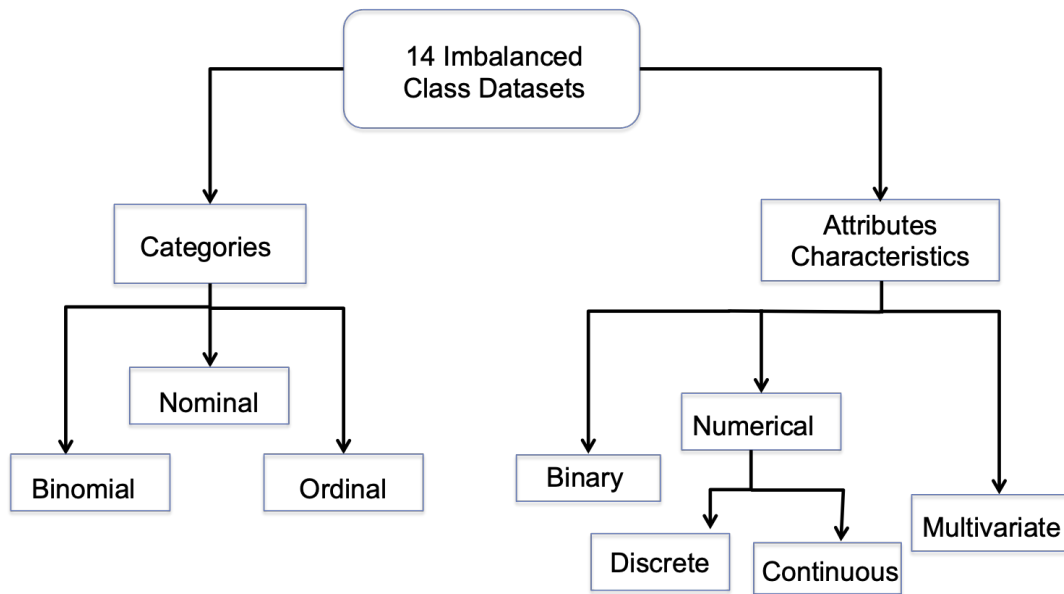 14 Imbalanced
Class Datasets
Categories
Attributes
Characteristics
Nominal
Binomial
Ordinal
Numerical
Binary
Multivariate
Discrete
Continuous